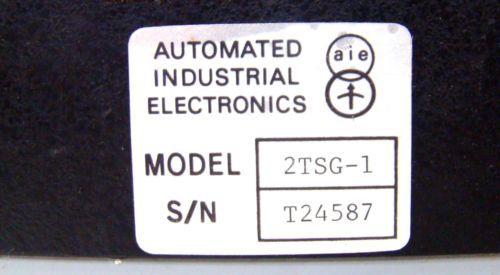 AUTOMATED
INDUSTRIAL
ELECTRONICS
aie
MODEL 2TSG-1
S/N T24587